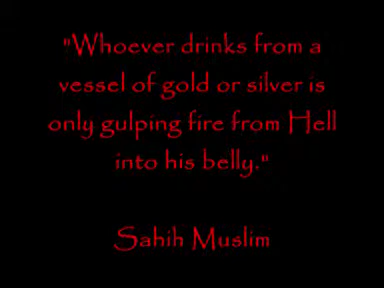 "Whoever drinks from a
vessel of gold or silver is
only gulping fire from Hell
into his belly."
Sahih Muslim